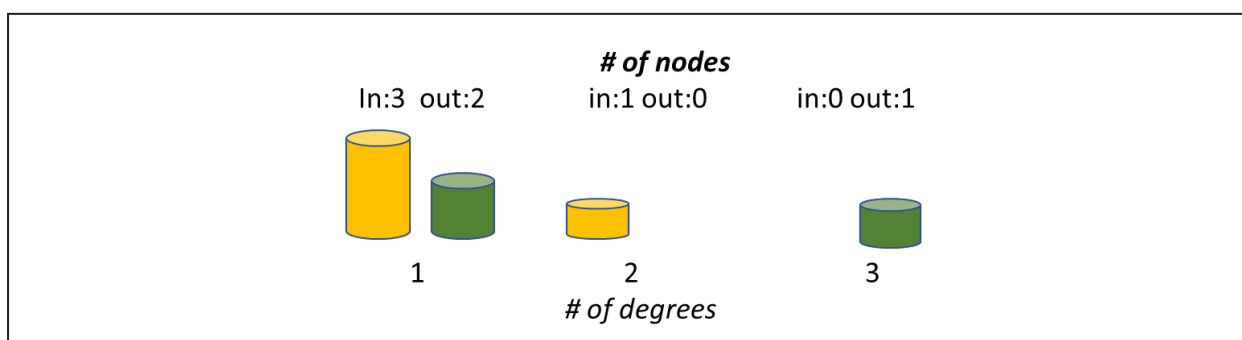 # of nodes
In:3 out:2 in:1 out:0 in:0 out:1
1 2 3
# of degrees